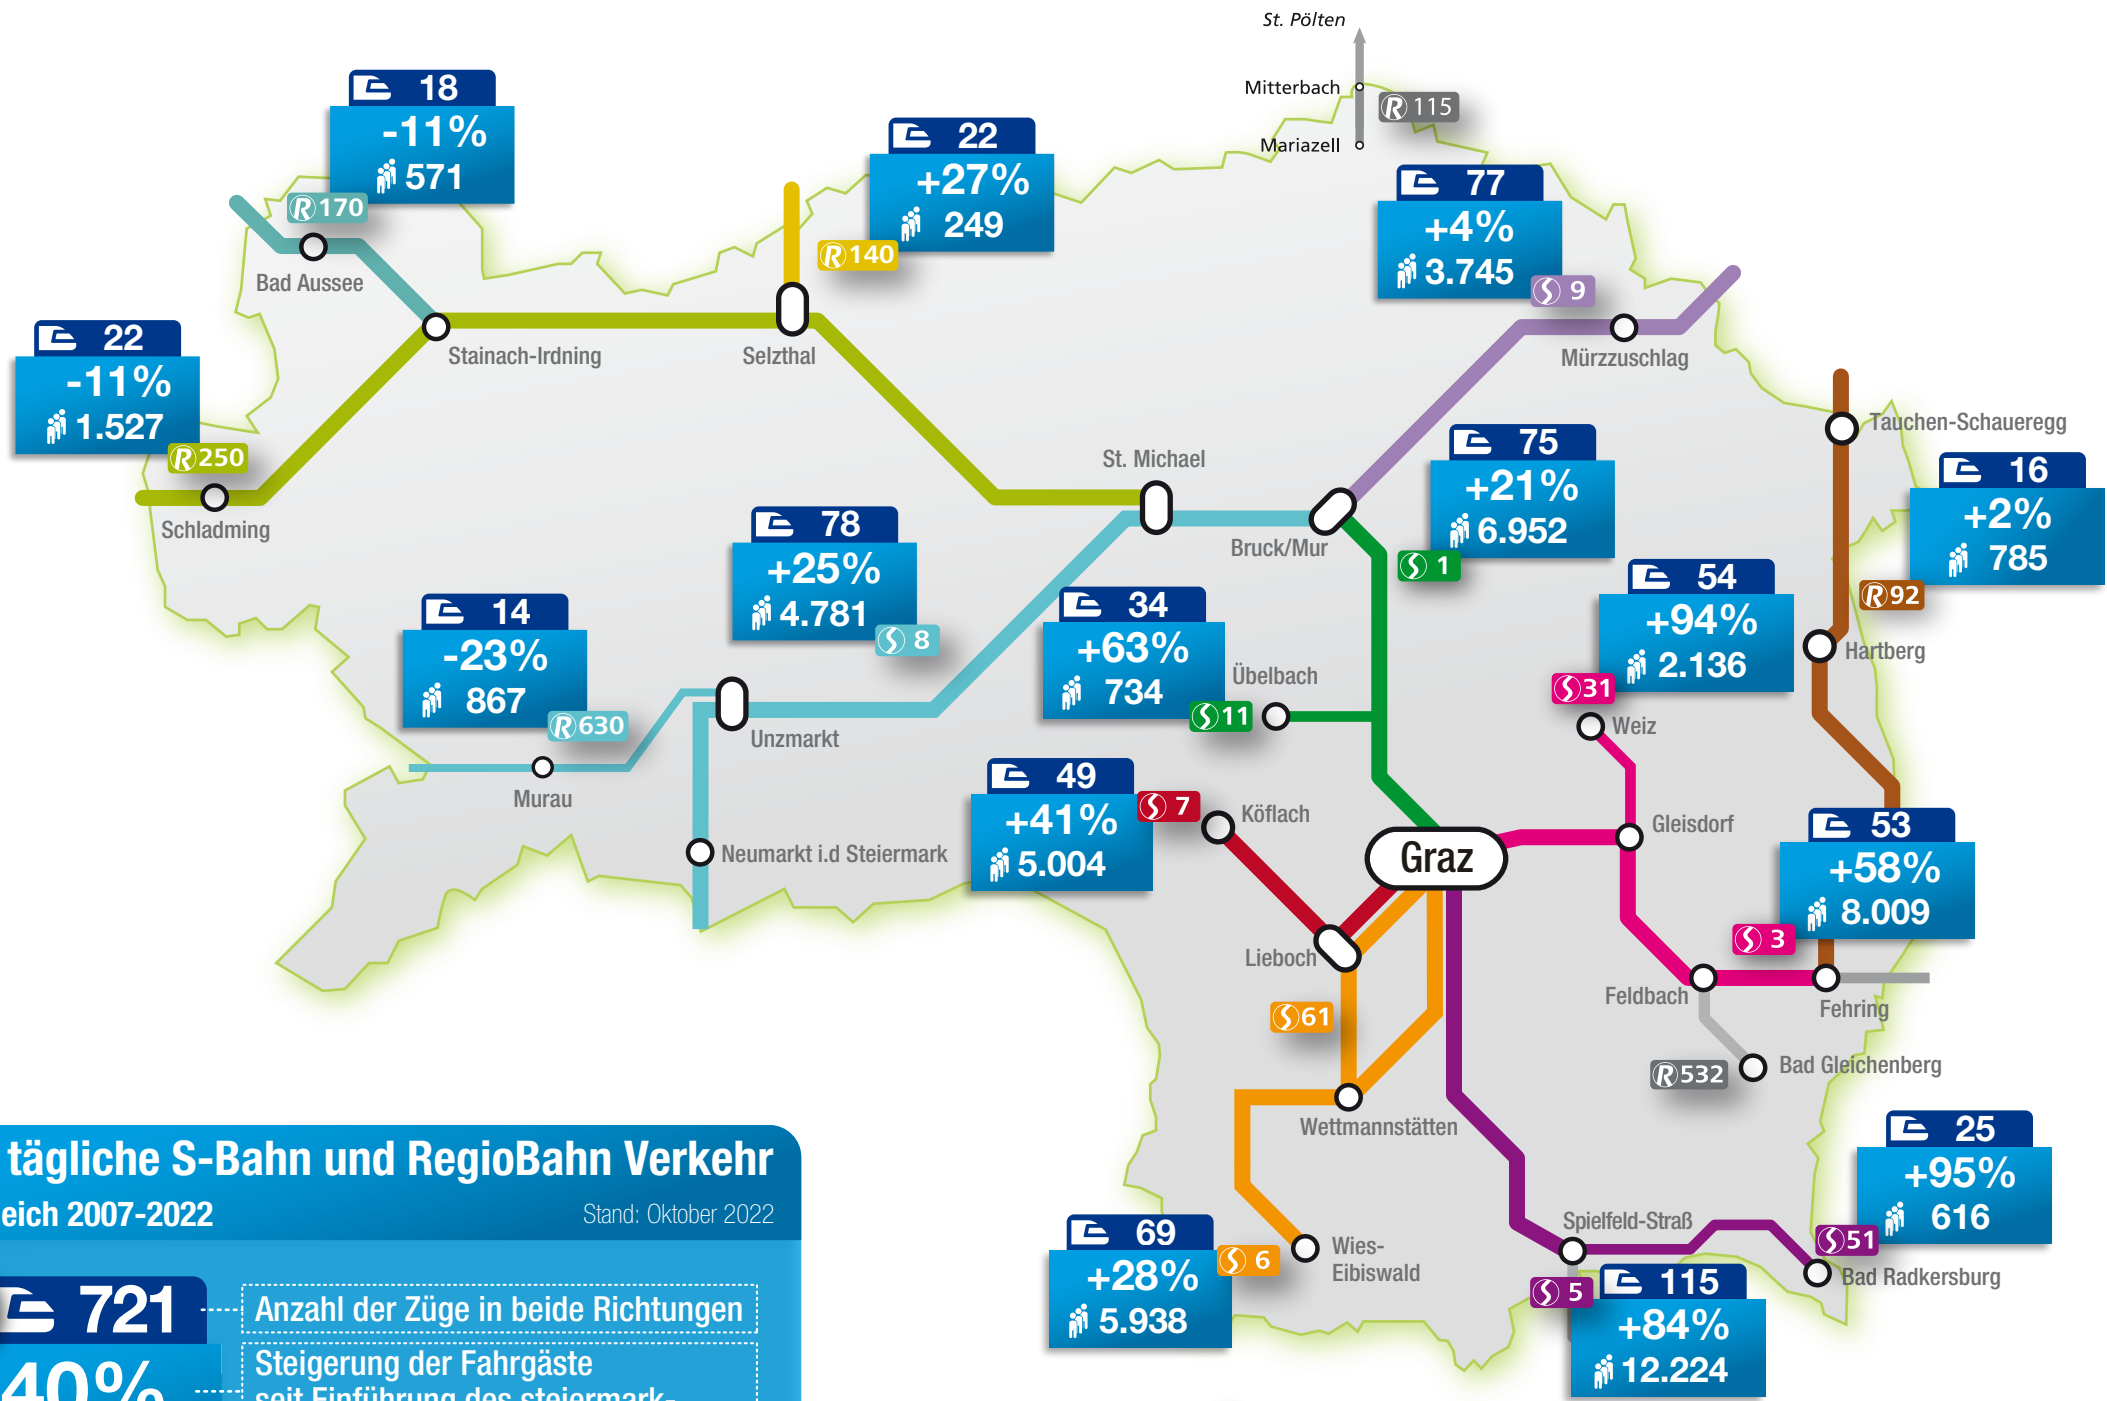 St. Pölten
Mitterbach
R 115
Mariazell
18
-11%
571
R 170
Bad Aussee
22
+27%
249
R 140
77
+4%
3.745
S 9
Mürzzuschlag
22
-11%
1.527
R 250
Schladming
Stainach-Irdning
Selzthal
St. Michael
Bruck/Mur
75
+21%
6.952
S 1
Tauchen-Schaueregg
16
+2%
785
R 92
Hartberg
78
+25%
4.781
S 8
14
-23%
867
R 630
Murau
Unzmarkt
Neumarkt i.d Steiermark
34
+63%
734
S 11
Übelbach
54
+94%
2.136
S 31
Weiz
49
+41%
5.004
S 7
Köflach
Graz
Gleisdorf
53
+58%
8.009
S 3
Lieboch
Feldbach
Fehring
S 61
R 532
Bad Gleichenberg
Wettmannstätten
25
+95%
616
S 51
Bad Radkersburg
Spielfeld-Straß
S 5
115
+84%
12.224
69
+28%
5.938
S 6
Wies-
Eibiswald
tägliche S-Bahn und RegioBahn Verkehr
eich 2007-2022
Stand: Oktober 2022
721
Anzahl der Züge in beide Richtungen
40%
Steigerung der Fahrgäste
seit Einführung des steiermark-